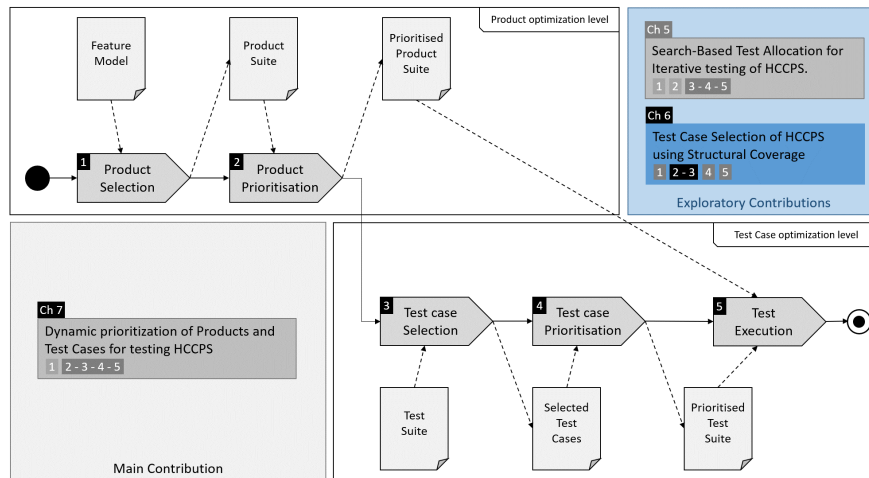 Product optimization level
Feature
Model
Product
Suite
Prioritised
Product
Suite
1
Product
Selection
2
Product
Prioritisation
Ch 5
Search-Based Test Allocation for
Iterative testing of HCCPS.
1 2 3 - 4 - 5
Ch 6
Test Case Selection of HCCPS
using Structural Coverage
1 2 - 3 4 5
Exploratory Contributions
Test Case optimization level
Ch 7
Dynamic prioritization of Products and
Test Cases for testing HCCPS
1 2 - 3 - 4 - 5
Main Contribution
3
Test case
Selection
4
Test case
Prioritisation
5
Test
Execution
Test
Suite
Selected
Test
Cases
Prioritised
Test
Suite